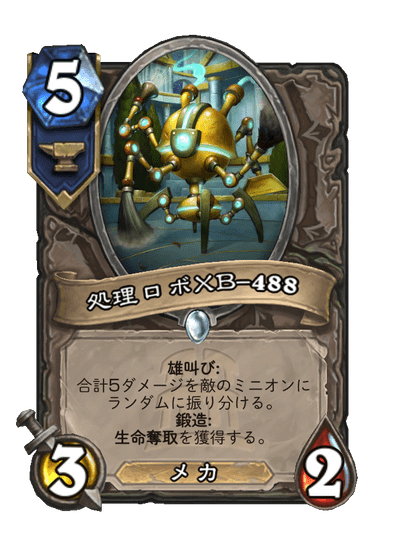 5
処理ロボXB-488
雄叫び:
合計5ダメージを敵のミニオンに
ランダムに振り分ける。
鍛造:
生命奪取を獲得する。
3
メカ
2